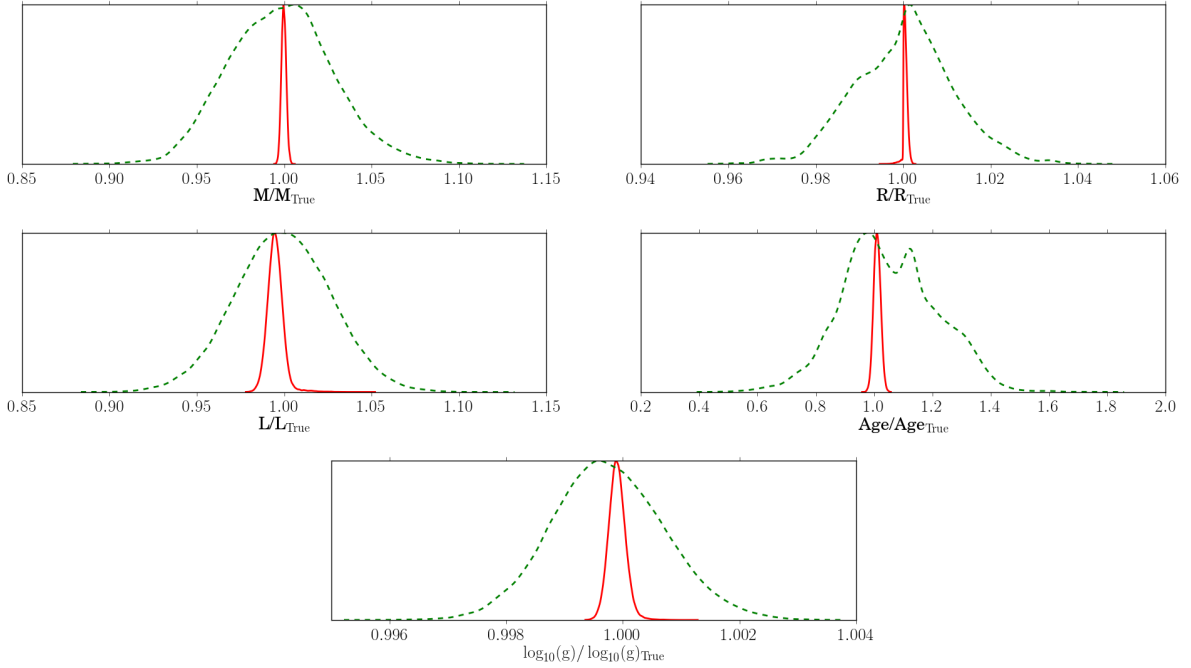 0.85 0.90 0.95 1.00 1.05 1.10 1.15
M/M_True
0.94 0.96 0.98 1.00 1.02 1.04 1.06
R/R_True
0.85 0.90 0.95 1.00 1.05 1.10 1.15
L/L_True
0.2 0.4 0.6 0.8 1.0 1.2 1.4 1.6 1.8 2.0
Age/Age_True
0.996 0.998 1.000 1.002 1.004
log_10(g)/ log_10(g)_True